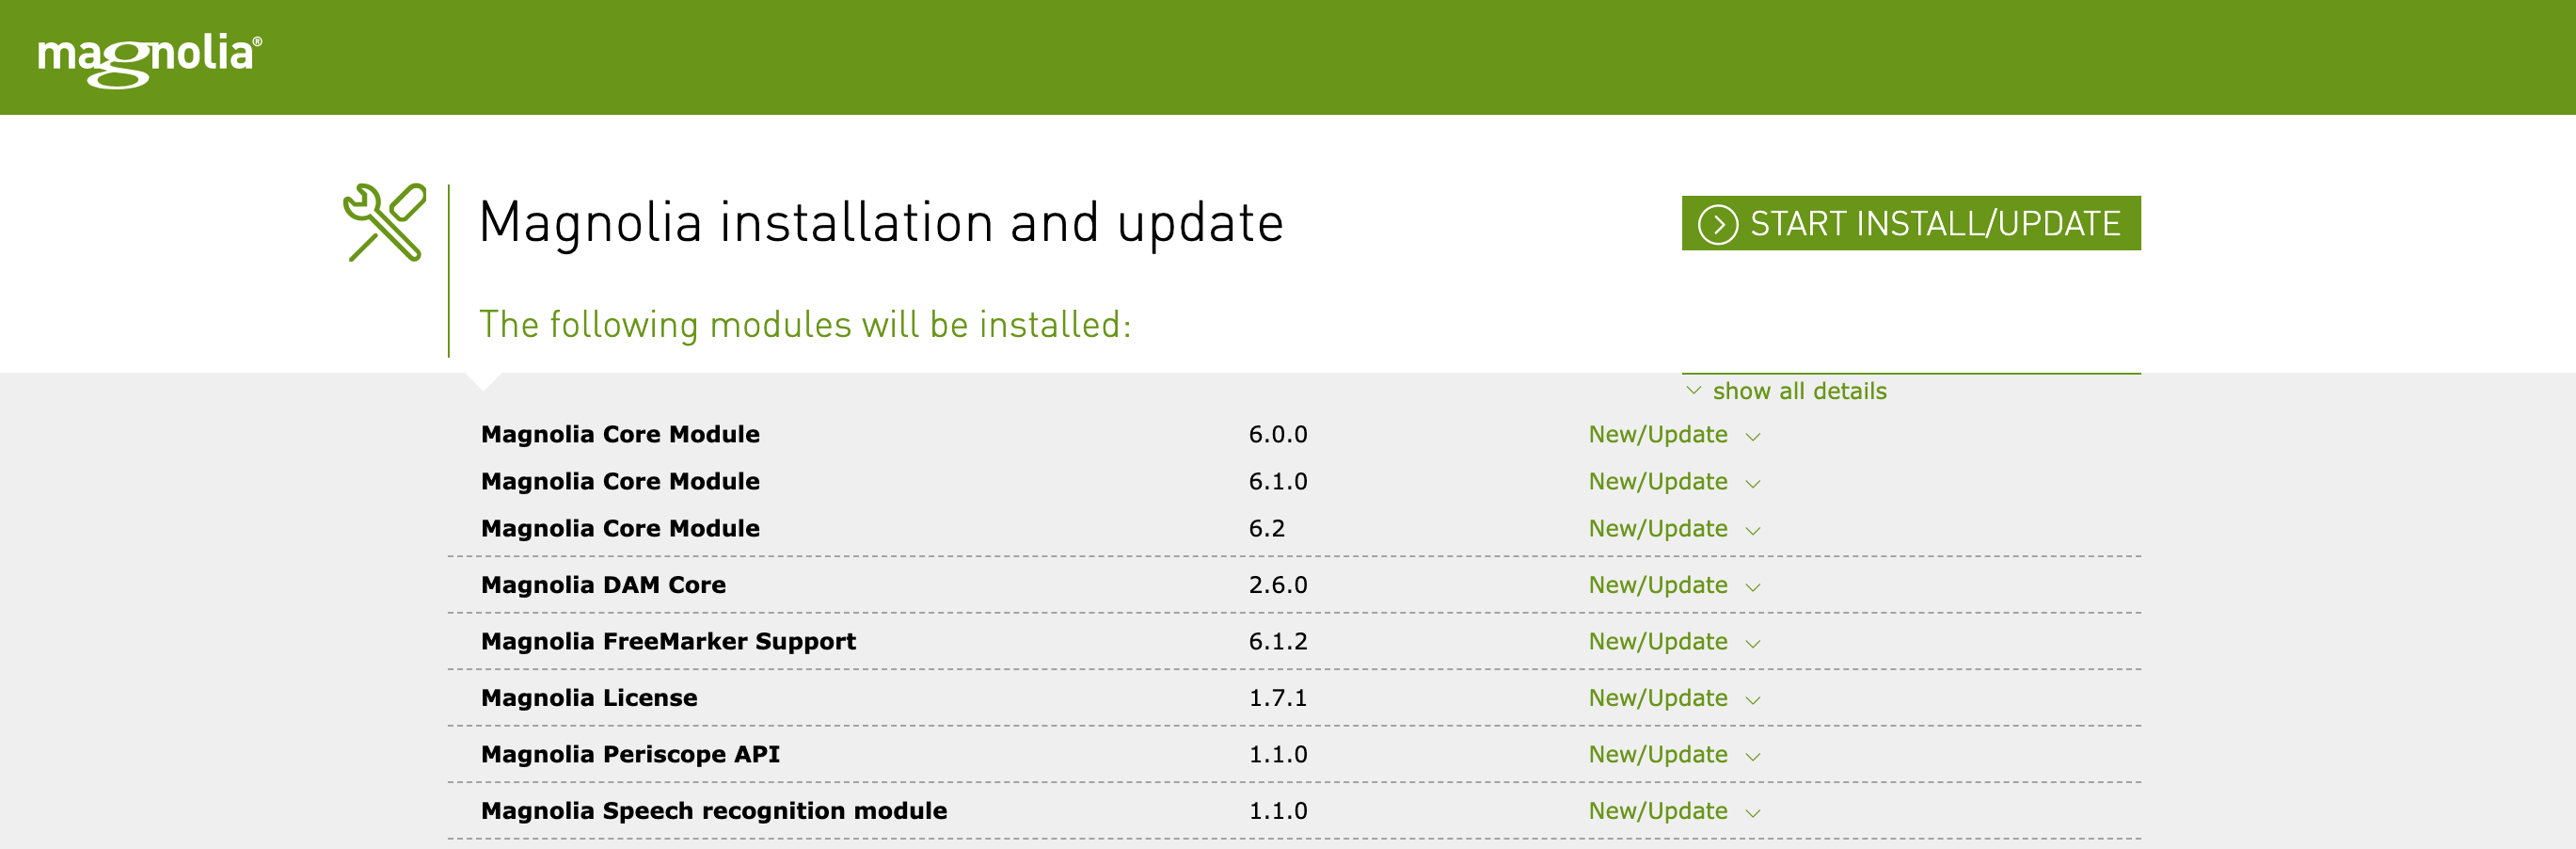 magnolia®
Magnolia installation and update
START INSTALL/UPDATE
The following modules will be installed:
show all details
Magnolia Core Module 6.0.0 New/Update
Magnolia Core Module 6.1.0 New/Update
Magnolia Core Module 6.2 New/Update
Magnolia DAM Core 2.6.0 New/Update
Magnolia FreeMarker Support 6.1.2 New/Update
Magnolia License 1.7.1 New/Update
Magnolia Periscope API 1.1.0 New/Update
Magnolia Speech recognition module 1.1.0 New/Update